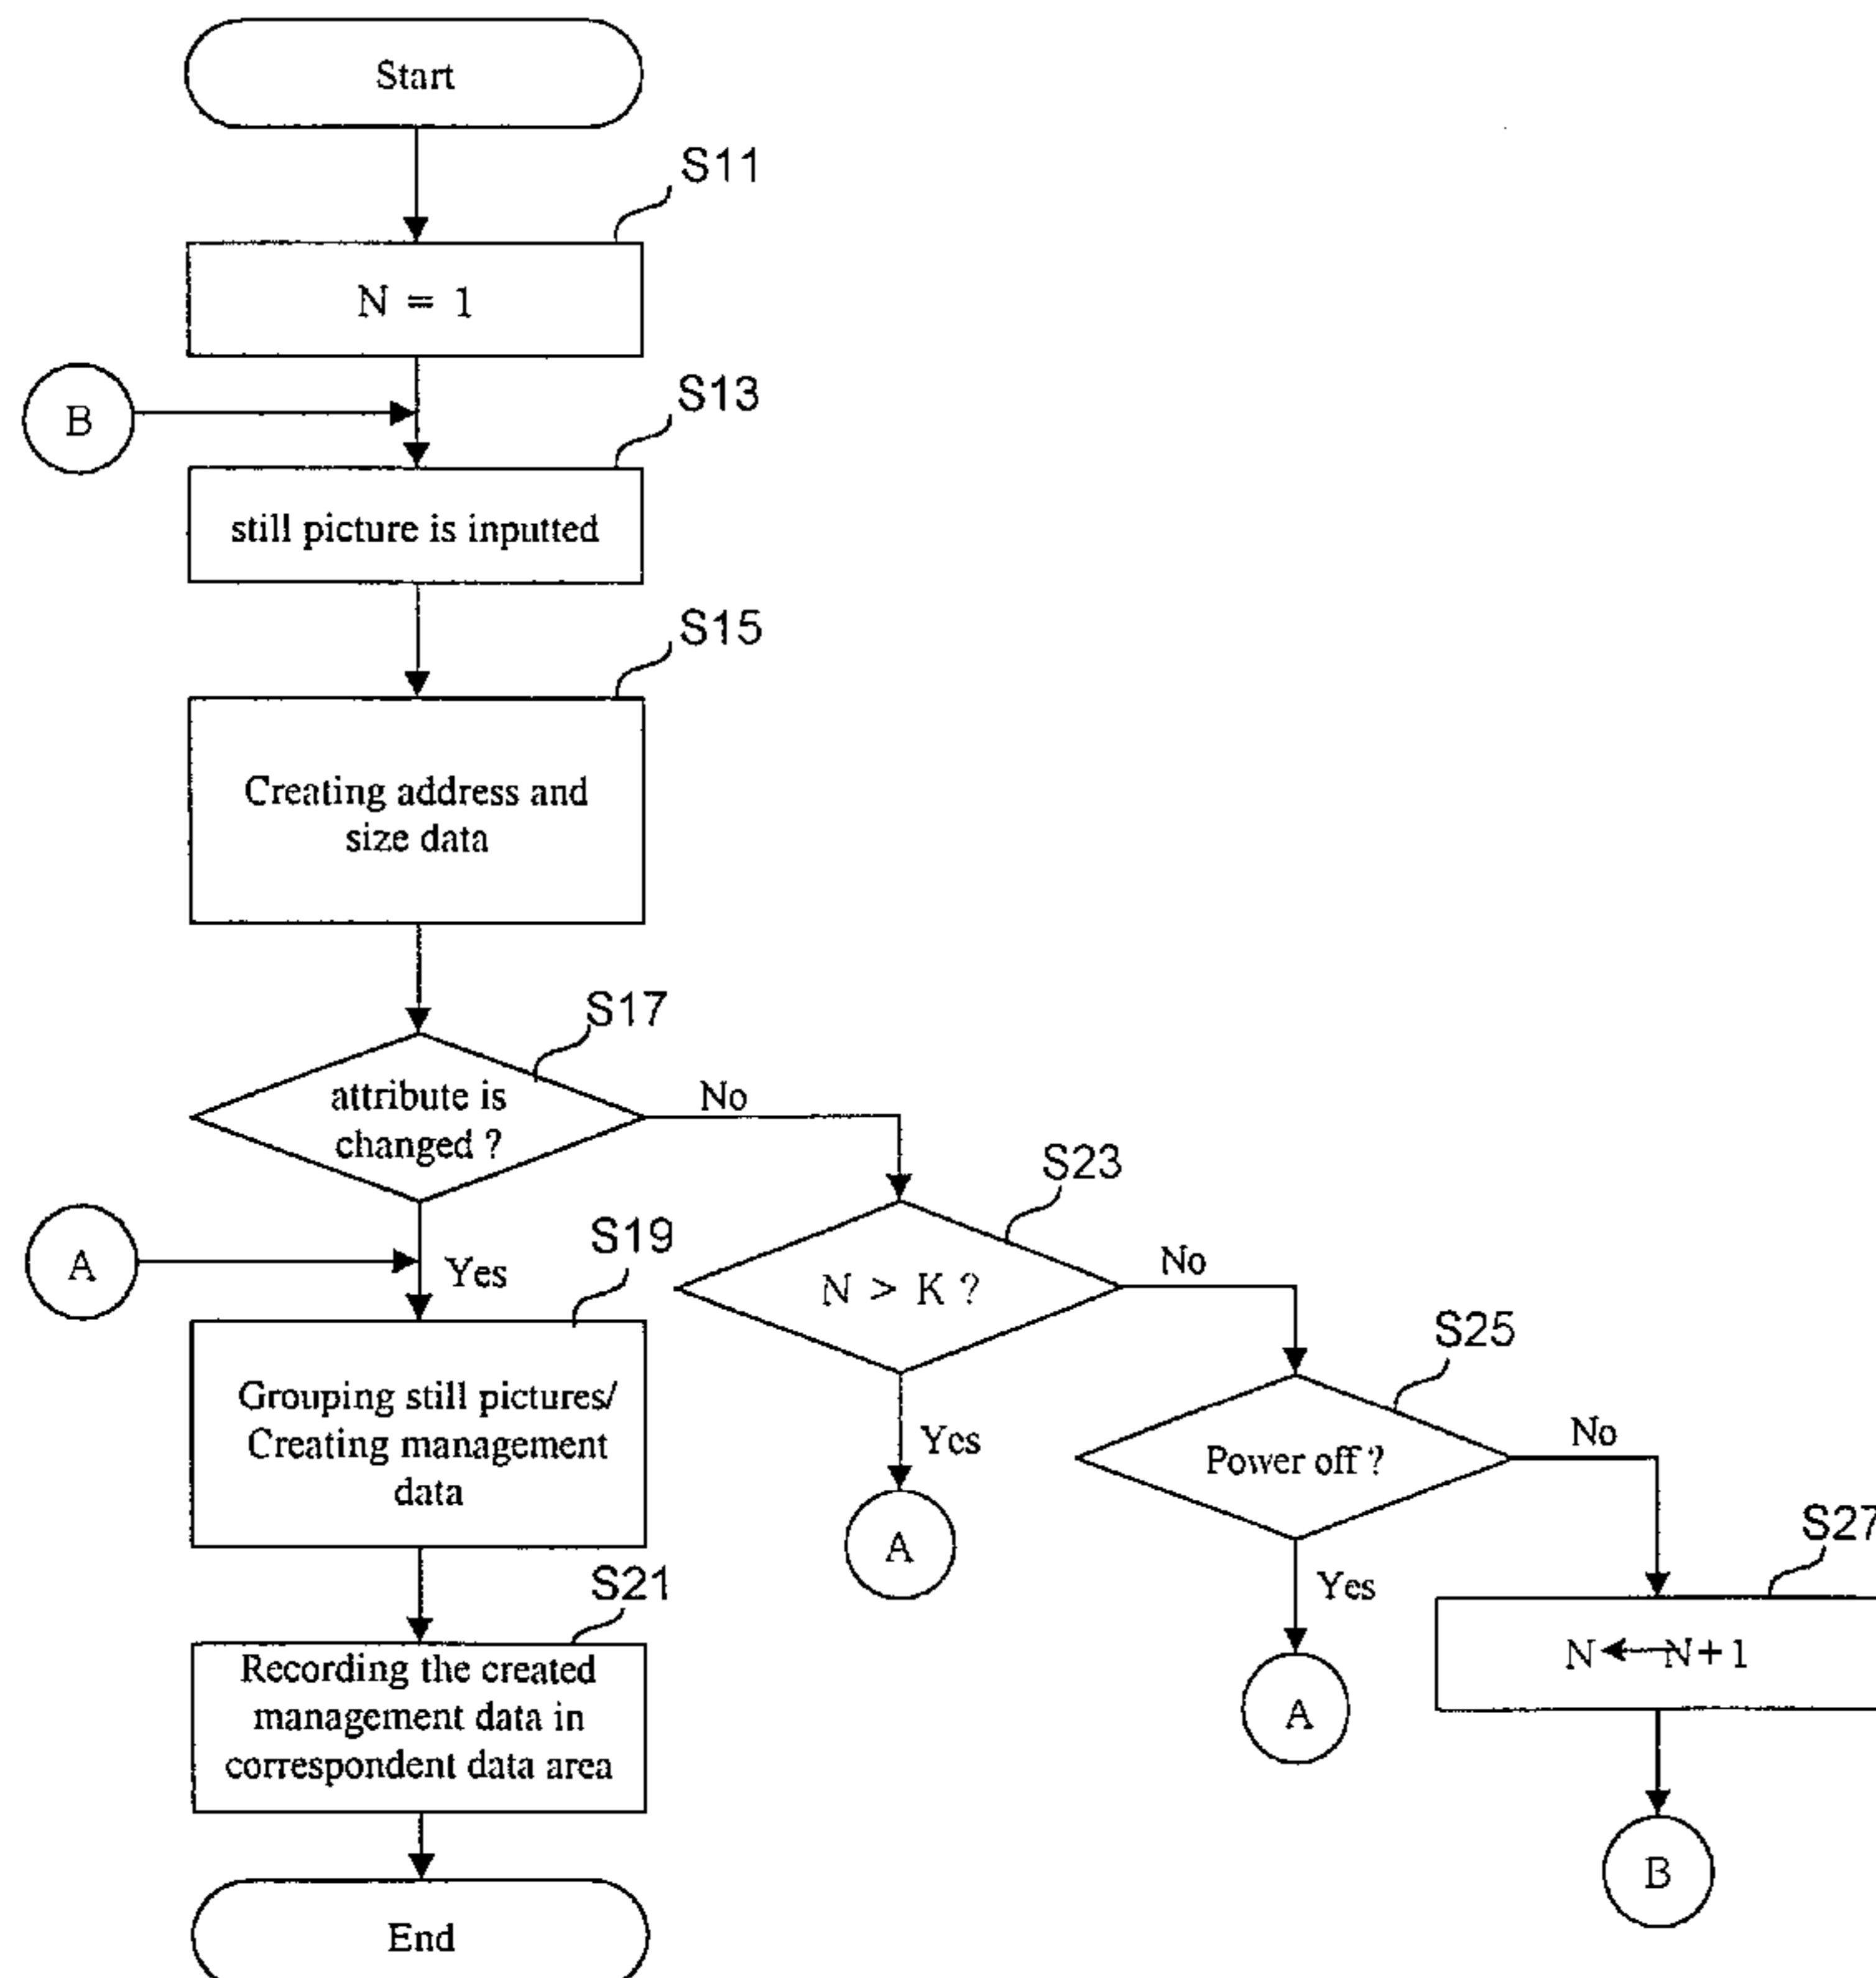 Start
S11
N = 1
B
S13
still picture is inputted
S15
Creating address and
size data
S17
attribute is
changed ?
No
S23
A
Yes
S19
N > K ?
No
S25
Grouping still pictures/
Creating management
data
Yes
A
Power off ?
No
S27
S21
Yes
A
N ← N+1
Recording the created
management data in
correspondent data area
B
End